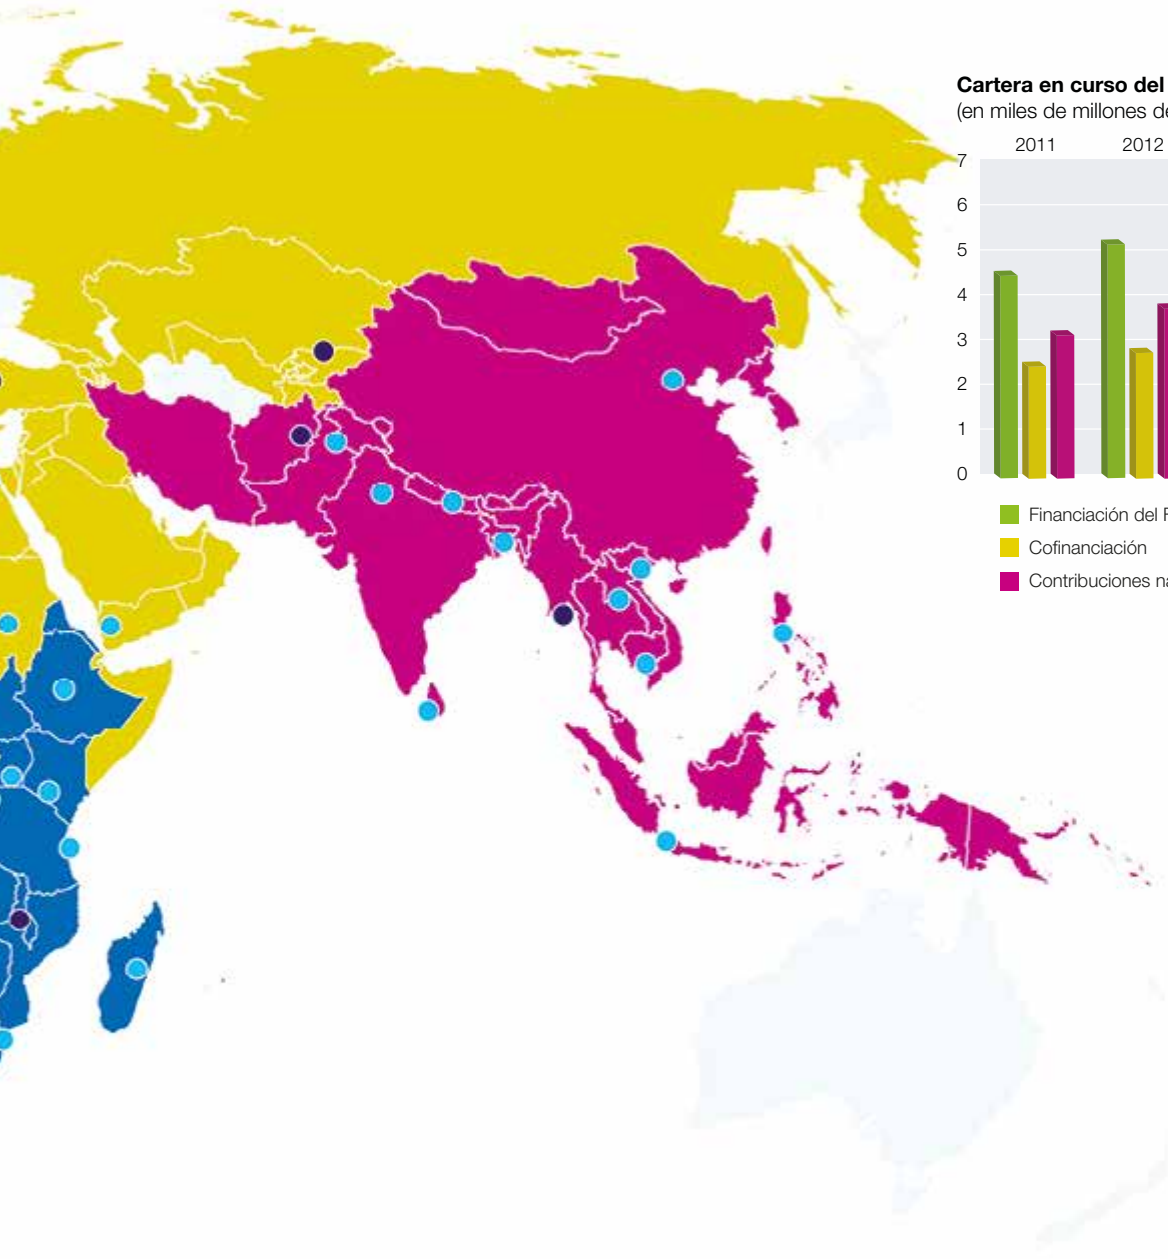 Cartera en curso del
(en miles de millones de
2011 2012
7
6
5
4
3
2
1
0
Financiación del F
Cofinanciación
Contribuciones na